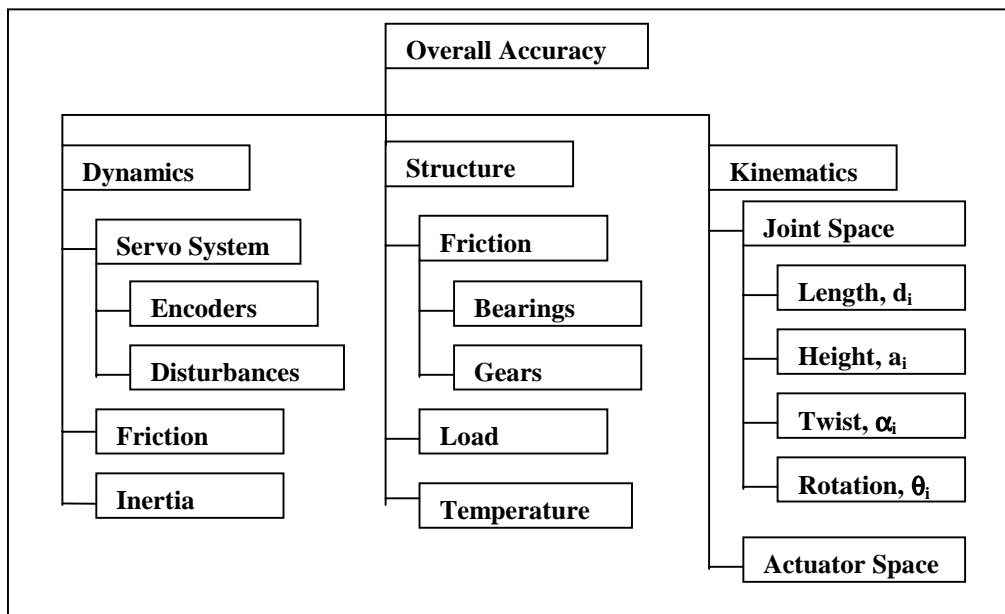 Overall Accuracy
Dynamics
Servo System
Encoders
Disturbances
Friction
Inertia
Structure
Friction
Bearings
Gears
Load
Temperature
Kinematics
Joint Space
Length, dᵢ
Height, aᵢ
Twist, αᵢ
Rotation, θᵢ
Actuator Space